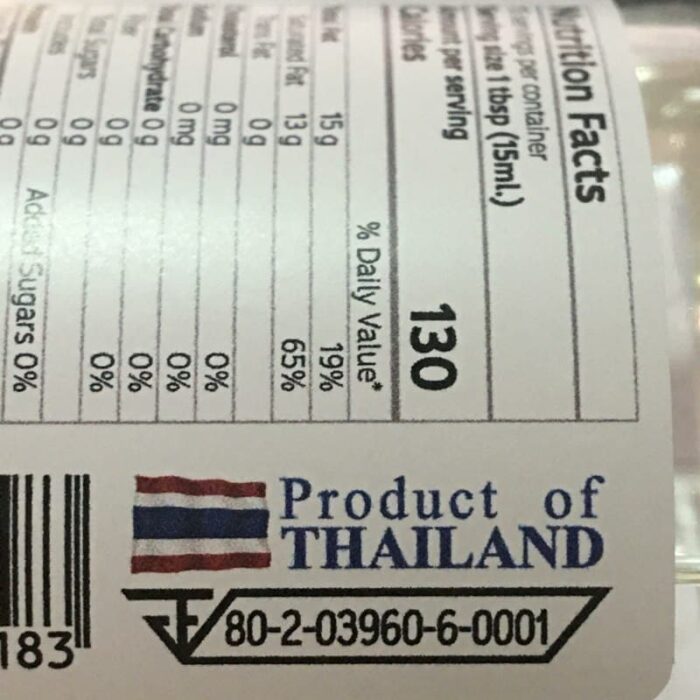 Nutrition Facts
servings per container
serving size 1 tbsp (15ml.)
Amount per serving
Calories 130
% Daily Value*
Total Fat 15 g 19%
Saturated Fat 13 g 65%
Trans Fat 0 g
Cholesterol 0 mg 0%
Sodium 0 mg 0%
Total Carbohydrate 0 g 0%
Fiber 0 g 0%
Total Sugars 0 g
0 g Added Sugars 0%
0 g
Product of
THAILAND
80-2-03960-6-0001
183